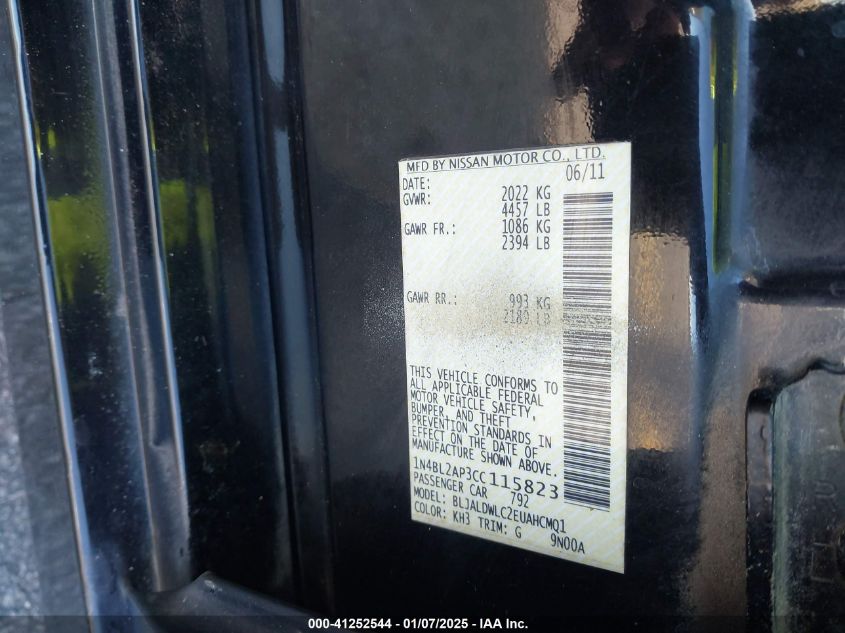 MFD BY NISSAN MOTOR CO., LTD.
DATE: 06/11
GVWR: 2022 KG
4457 LB
GAWR FR.: 1086 KG
2394 LB
GAWR RR.: 993 KG
2189 LB
THIS VEHICLE CONFORMS TO
ALL APPLICABLE FEDERAL
MOTOR VEHICLE SAFETY,
BUMPER, AND THEFT
PREVENTION STANDARDS IN
EFFECT ON THE DATE OF
MANUFACTURE SHOWN ABOVE.
1N4BL2AP3CC115823
PASSENGER CAR 792
MODEL: BLJALDWLC2EUAHCMQ1
COLOR: KH3 TRIM: G 9N00A
000-41252544 - 01/07/2025 - IAA Inc.